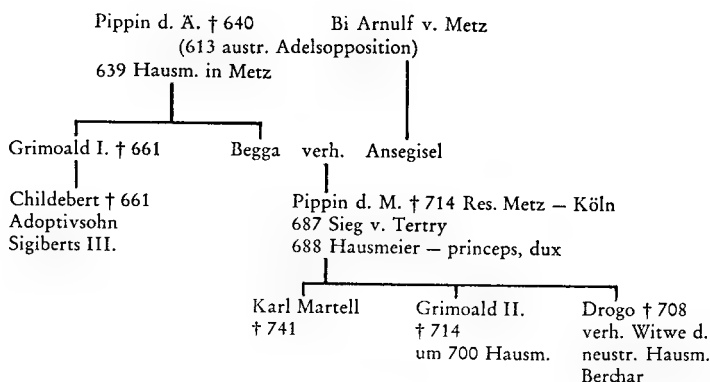 Pippin d. Ä. † 640 Bi Arnulf v. Metz
(613 austr. Adelsopposition)
639 Hausm. in Metz
Grimoald I. † 661 Begga verh. Ansegisel
Childebert † 661
Adoptivsohn
Sigiberts III.
Pippin d. M. † 714 Res. Metz – Köln
687 Sieg v. Tertry
688 Hausmeier – princeps, dux
Karl Martell
† 741
Grimoald II.
† 714
um 700 Hausm.
Drogo † 708
verh. Witwe d.
neustr. Hausm.
Berchar